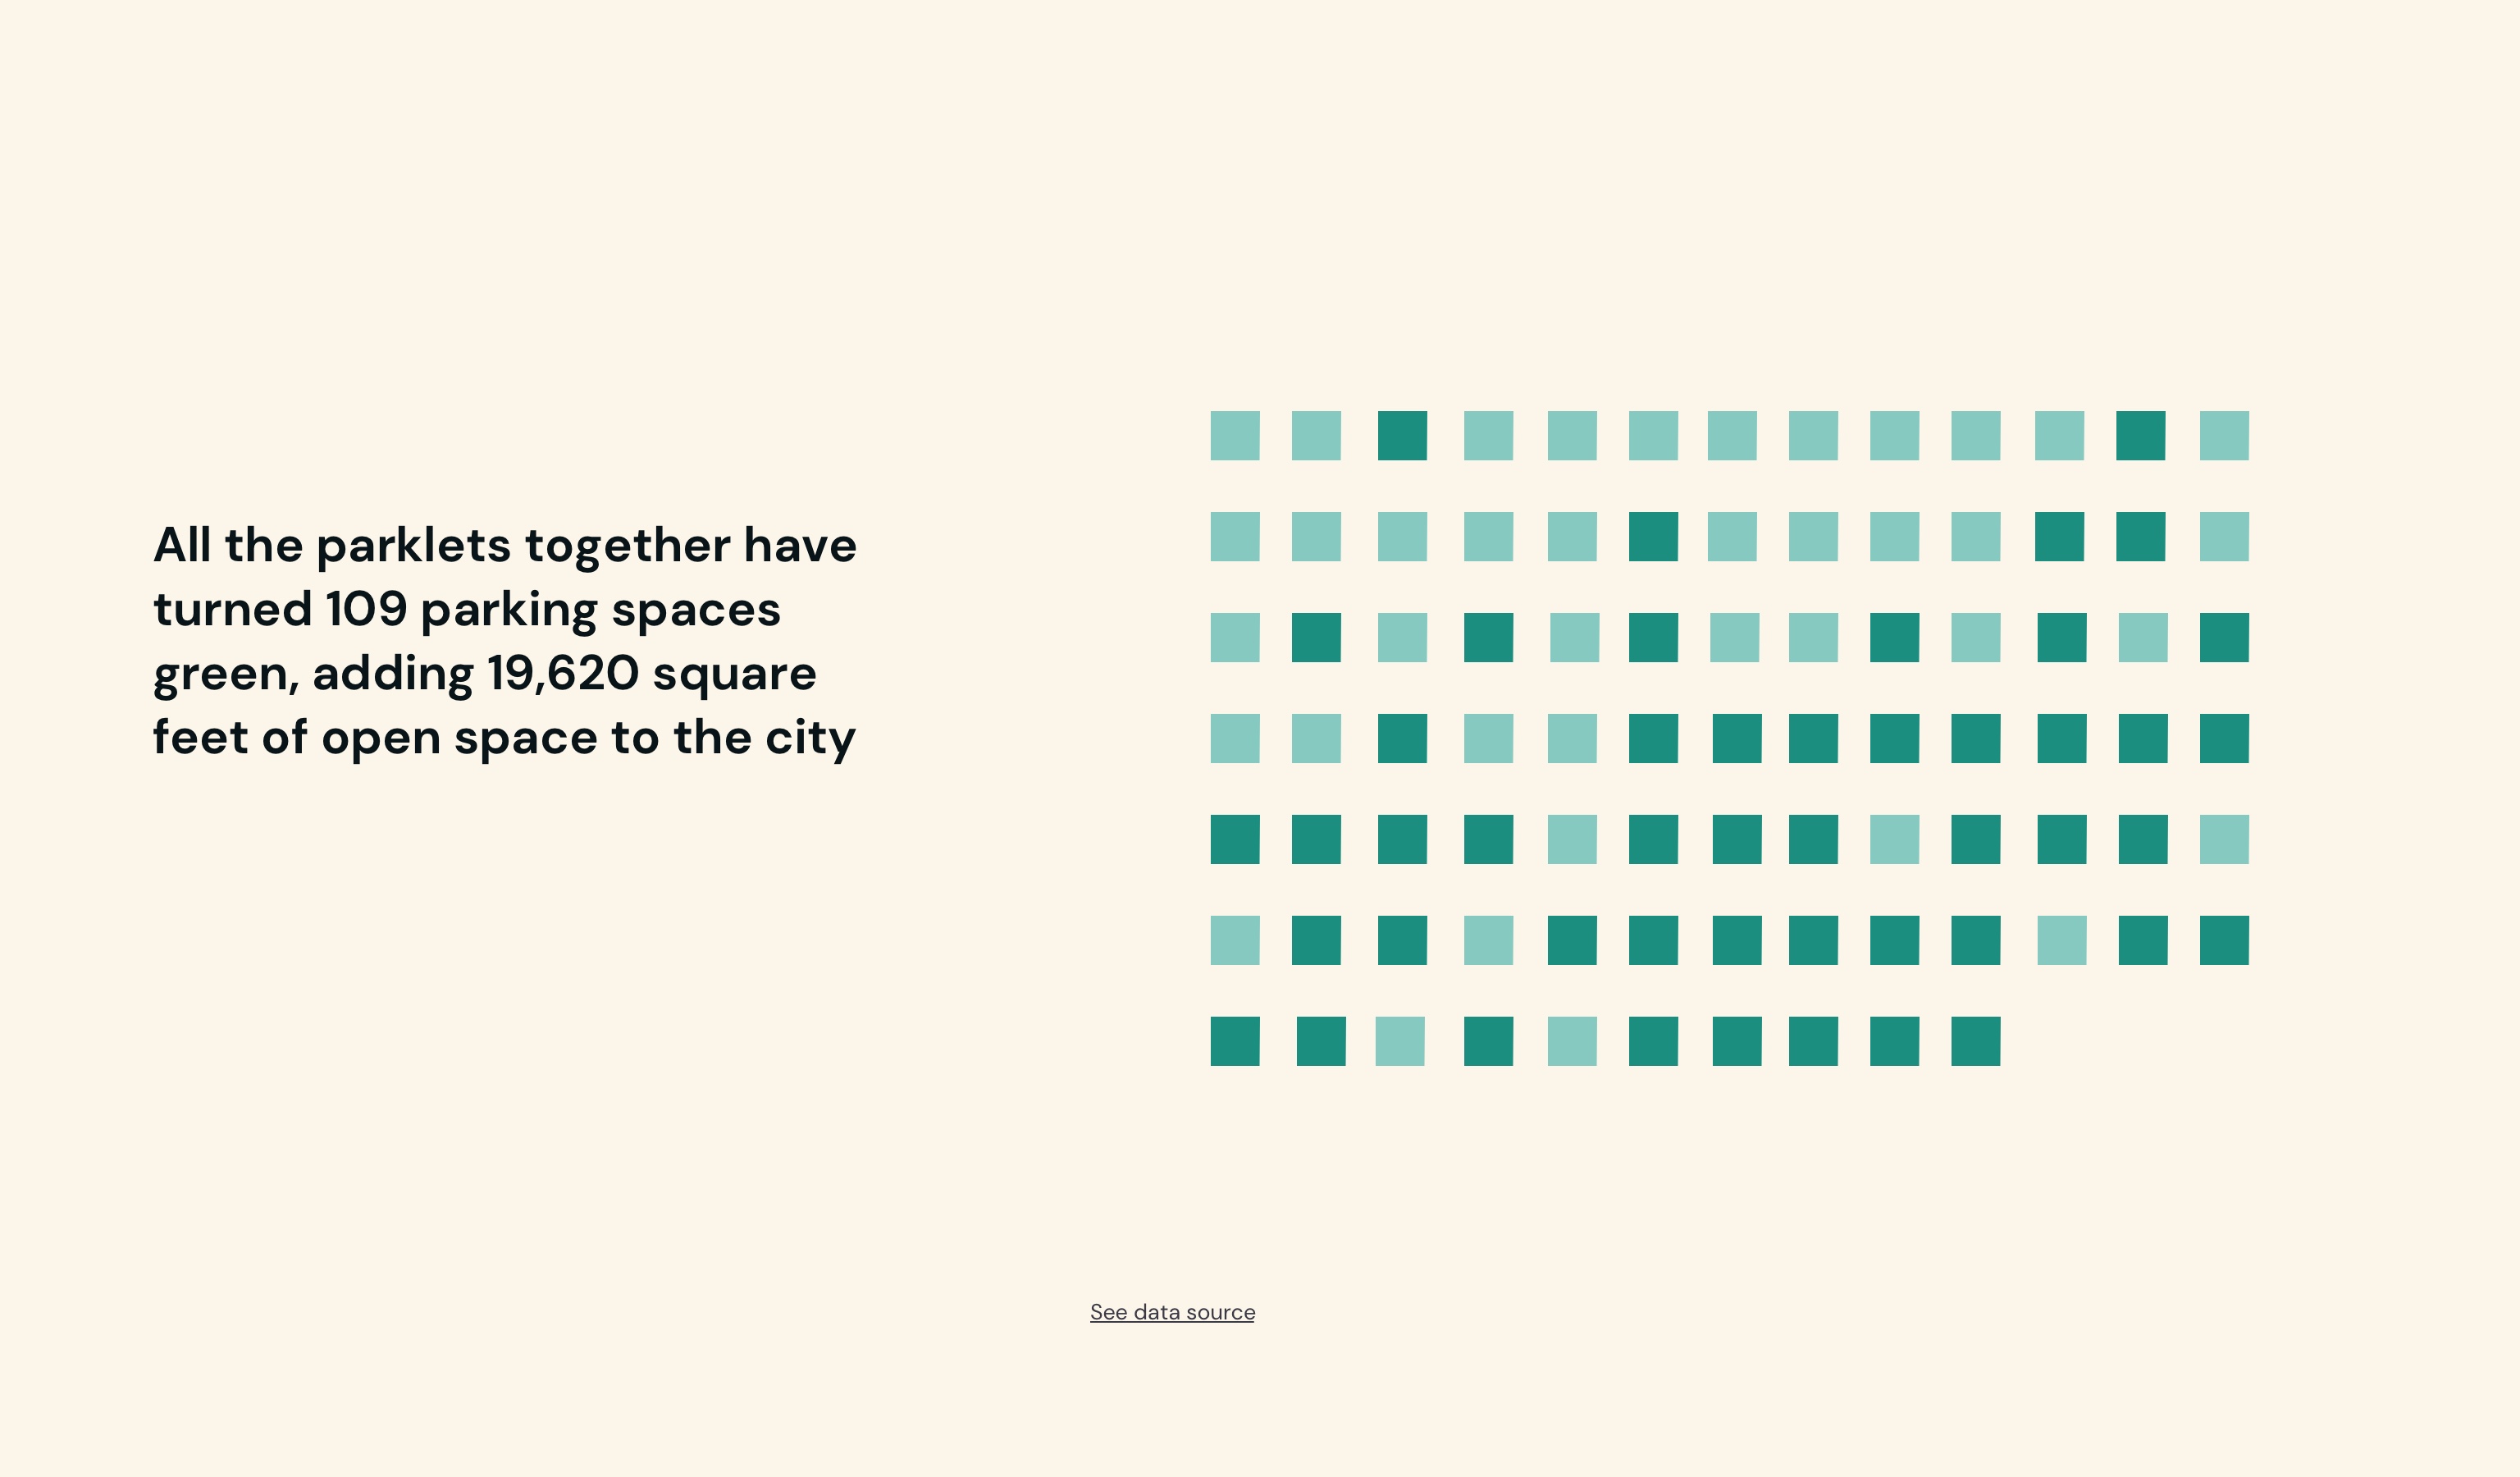 All the parklets together have
turned 109 parking spaces
green, adding 19,620 square
feet of open space to the city
See data source